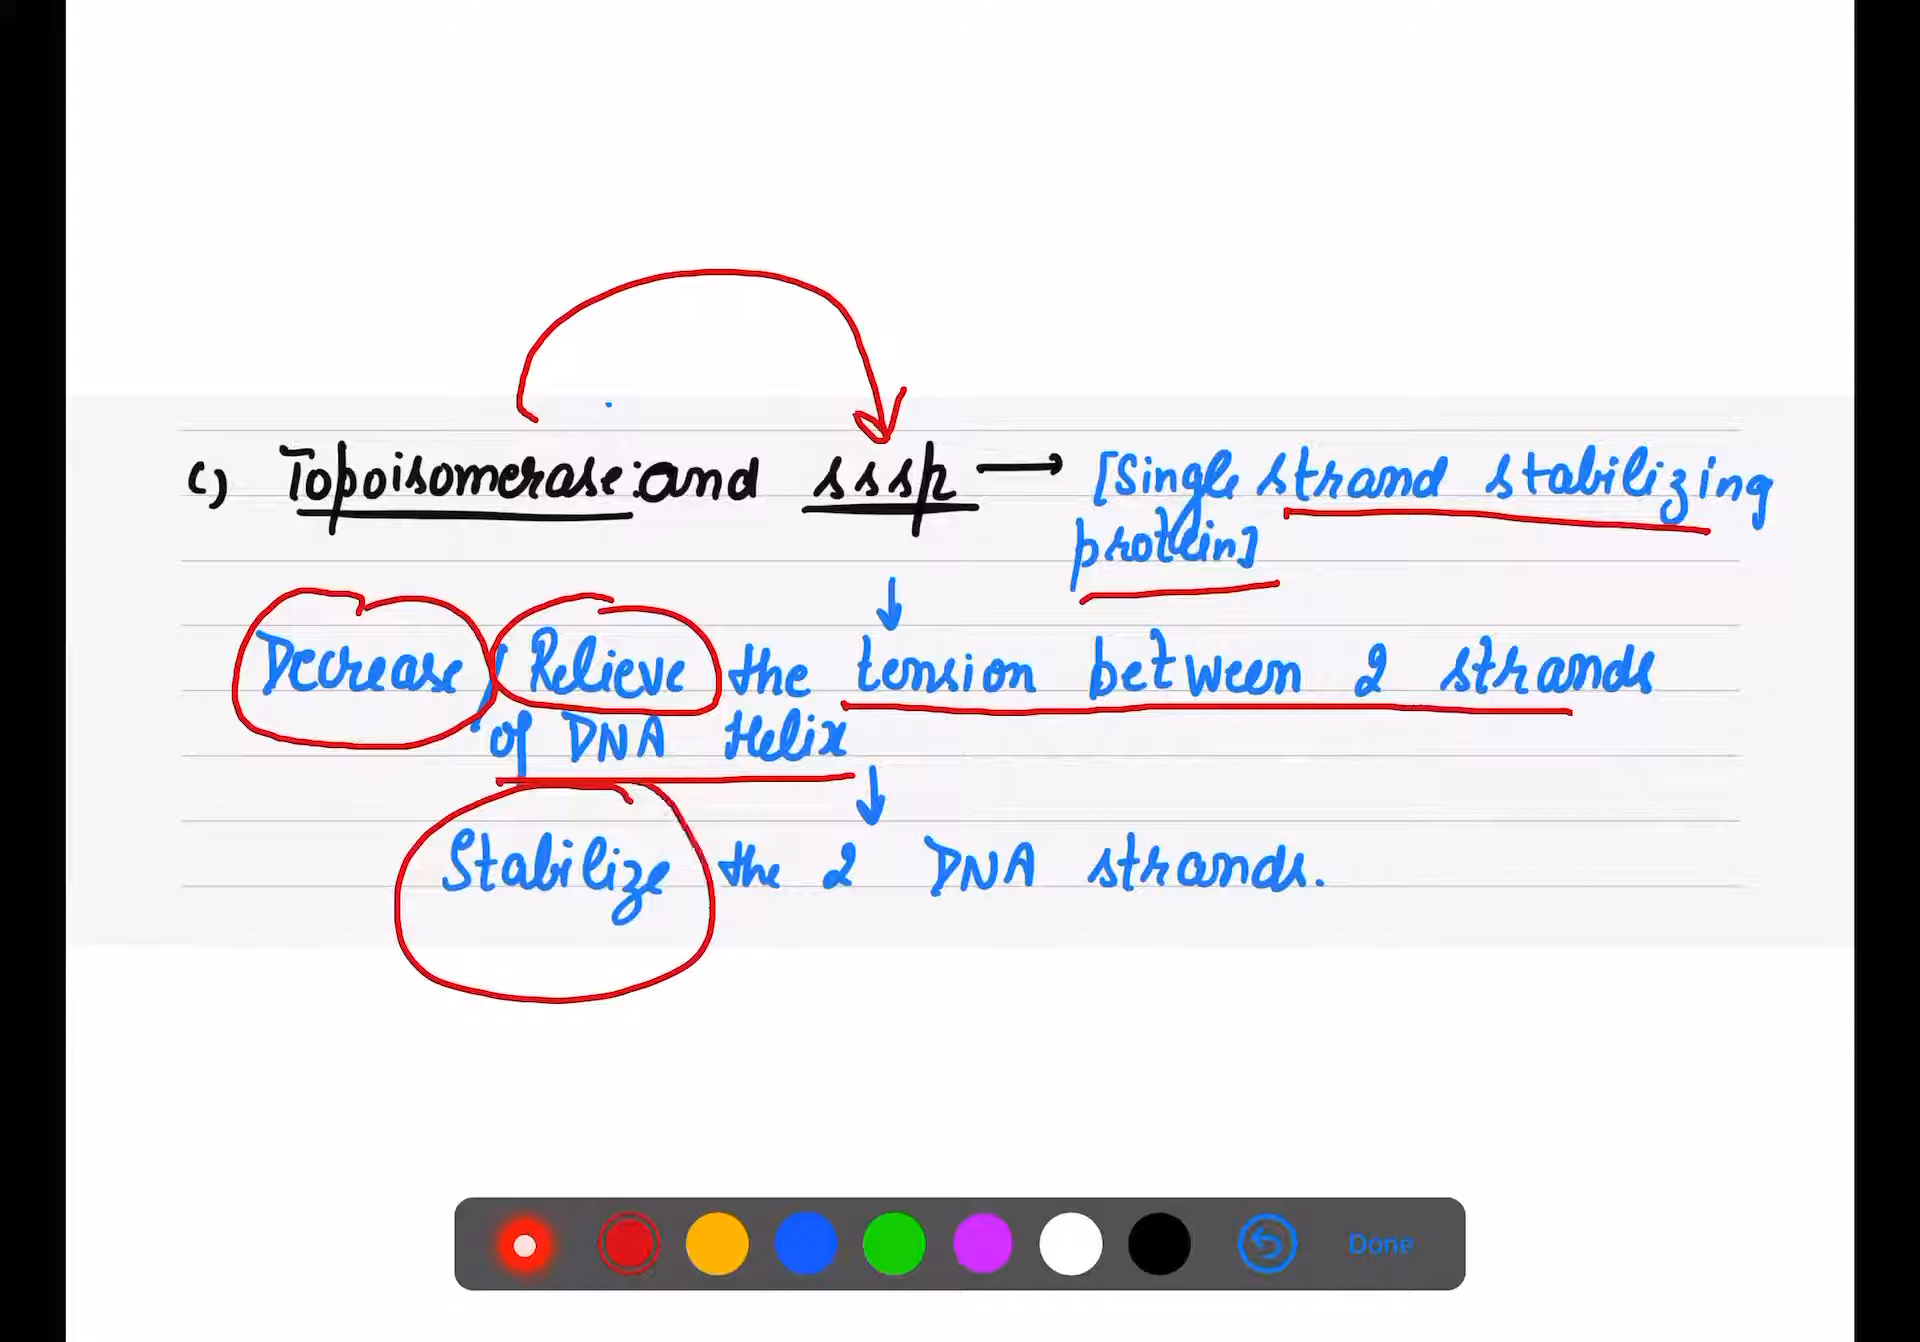 c) Topoisomerase: and sssp → [Single strand stabilizing
protein]
↓
Decrease / Relieve the tension between 2 strands
of DNA Helix
↓
Stabilize the 2 DNA strands.
Done